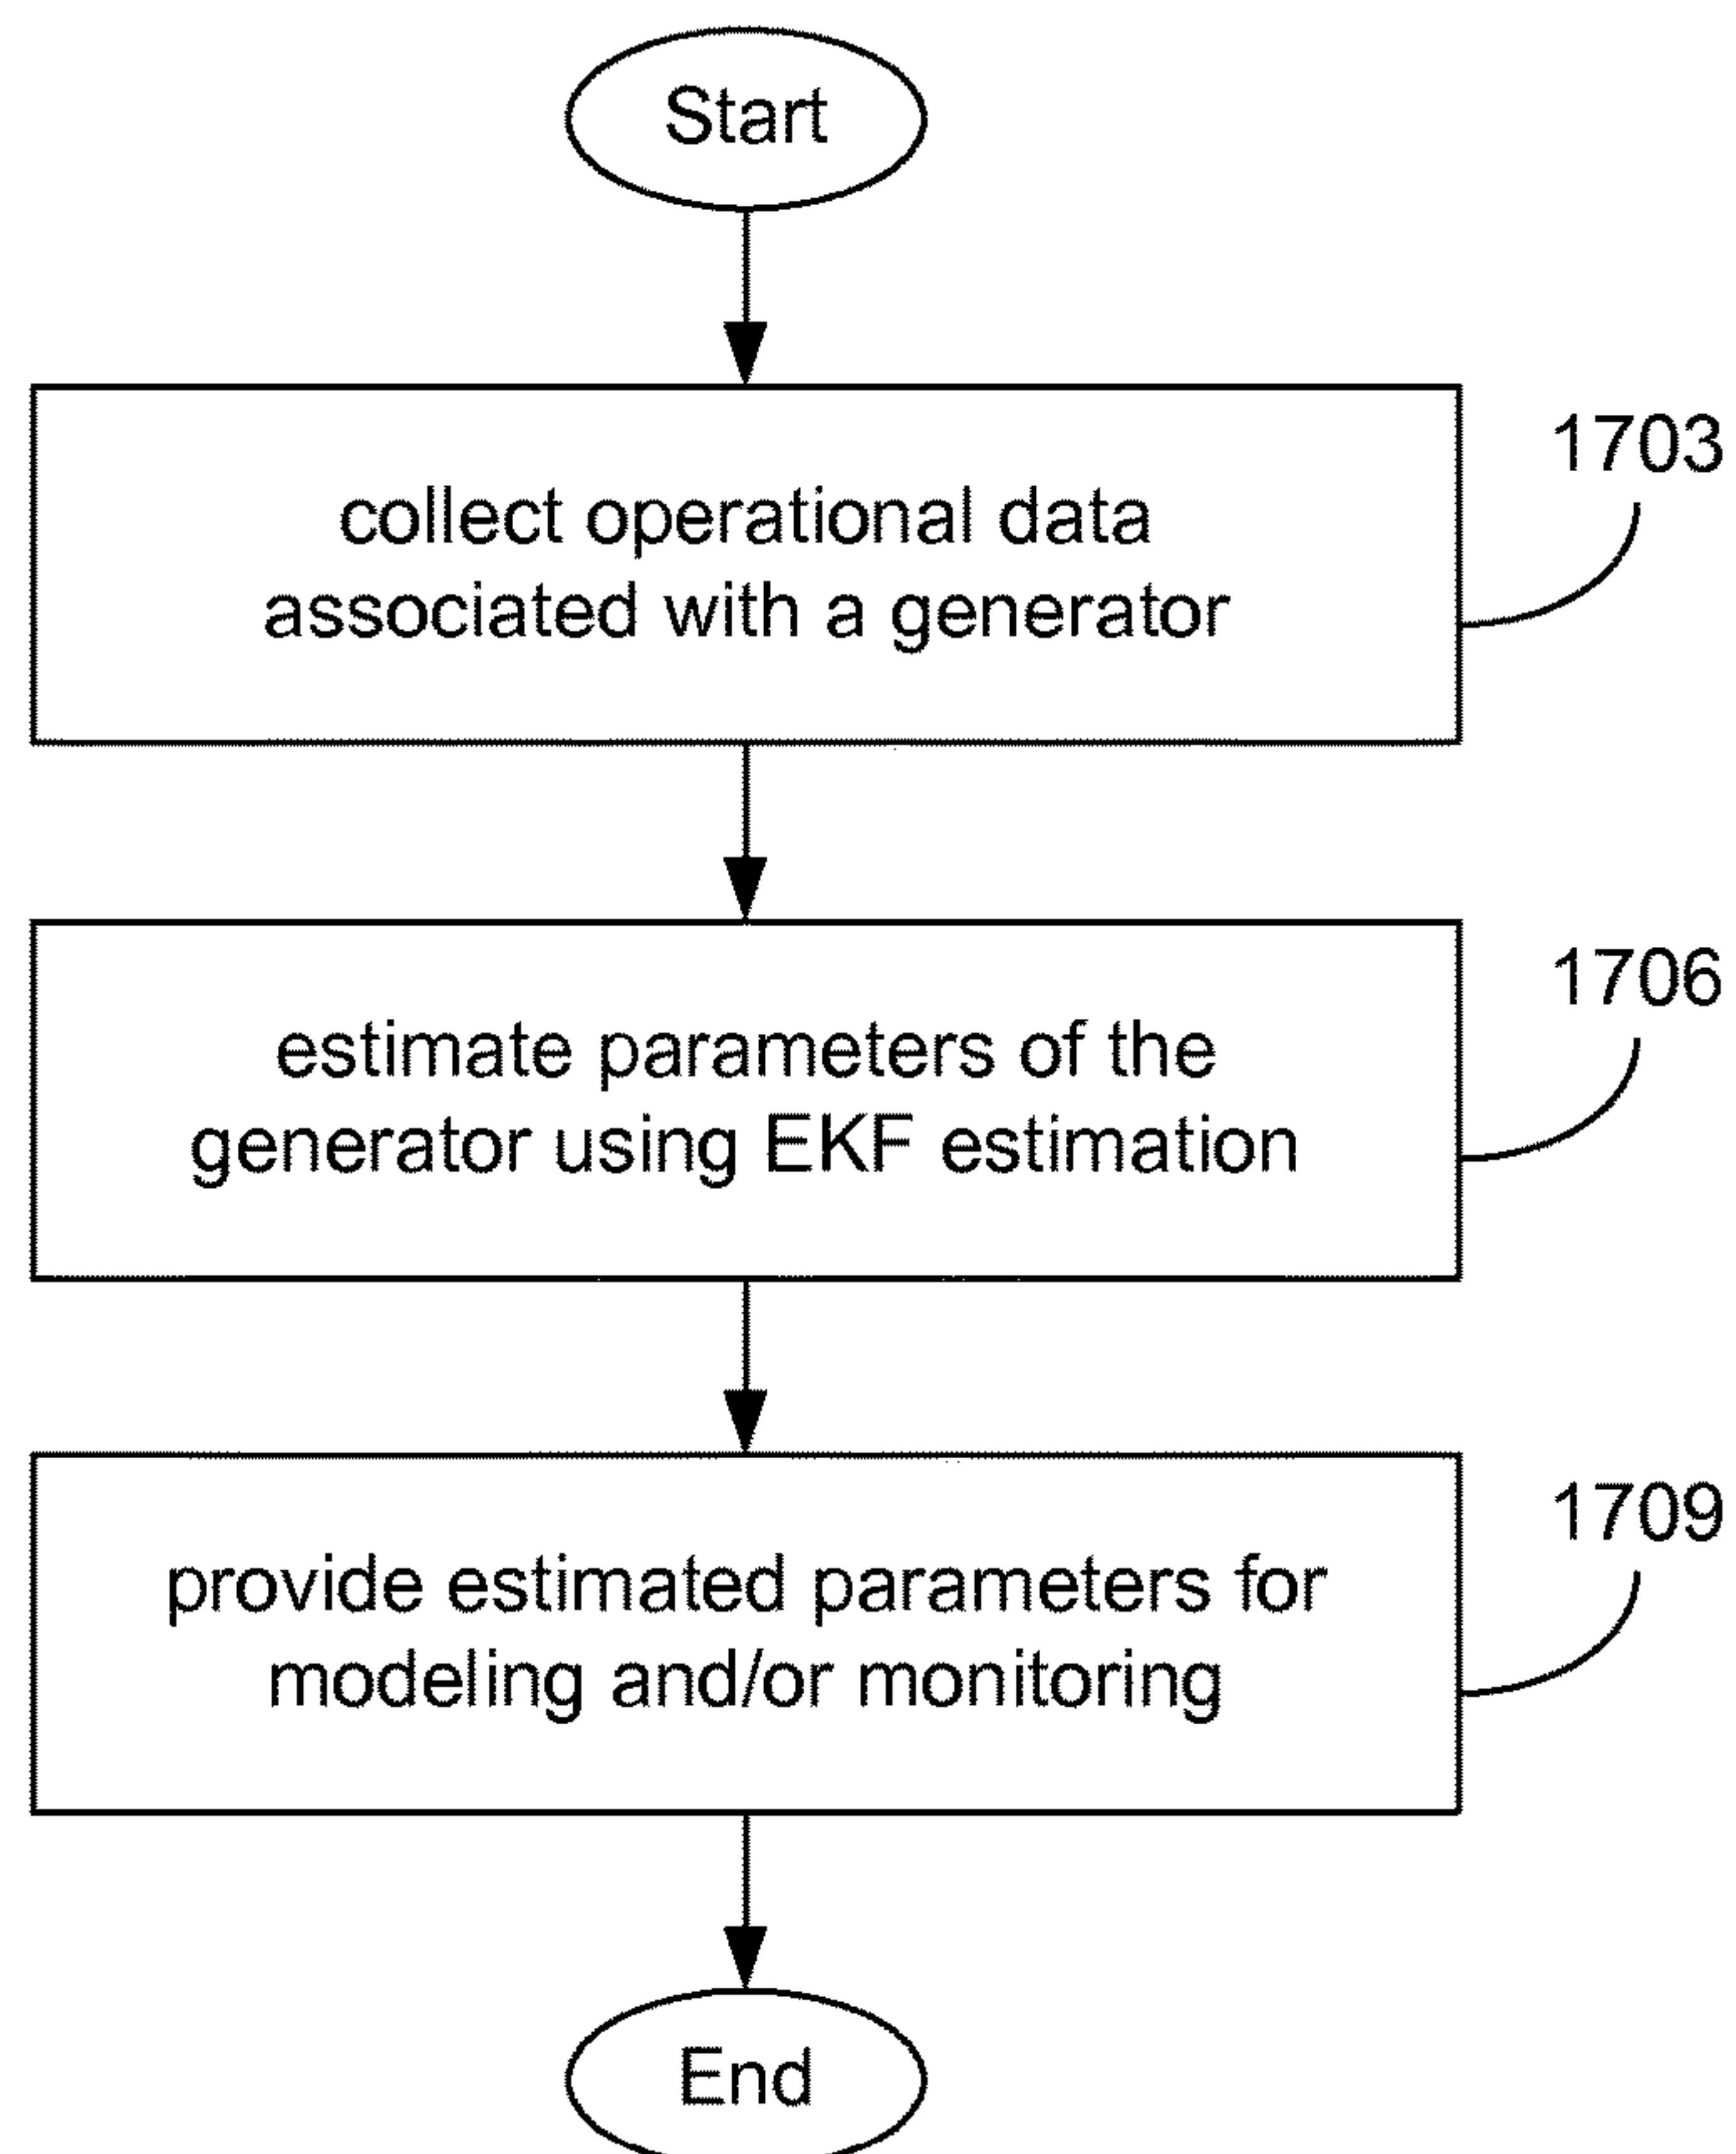 Start
1703
collect operational data
associated with a generator
1706
estimate parameters of the
generator using EKF estimation
1709
provide estimated parameters for
modeling and/or monitoring
End